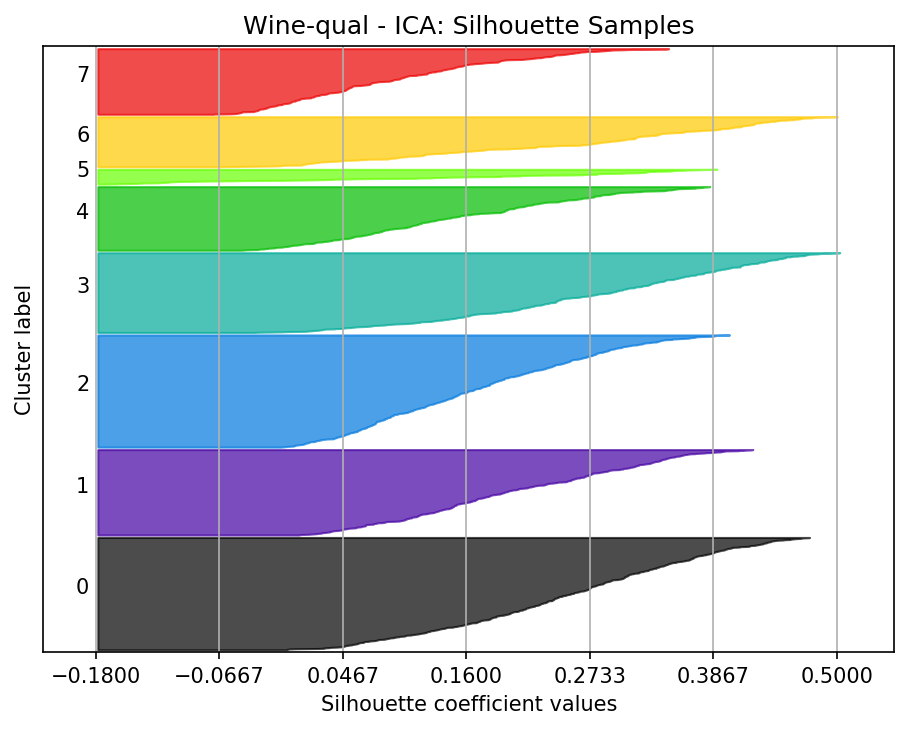 Wine-qual - ICA: Silhouette Samples
7
6
5
4
3
2
1
0
Cluster label
−0.1800 −0.0667 0.0467 0.1600 0.2733 0.3867 0.5000
Silhouette coefficient values